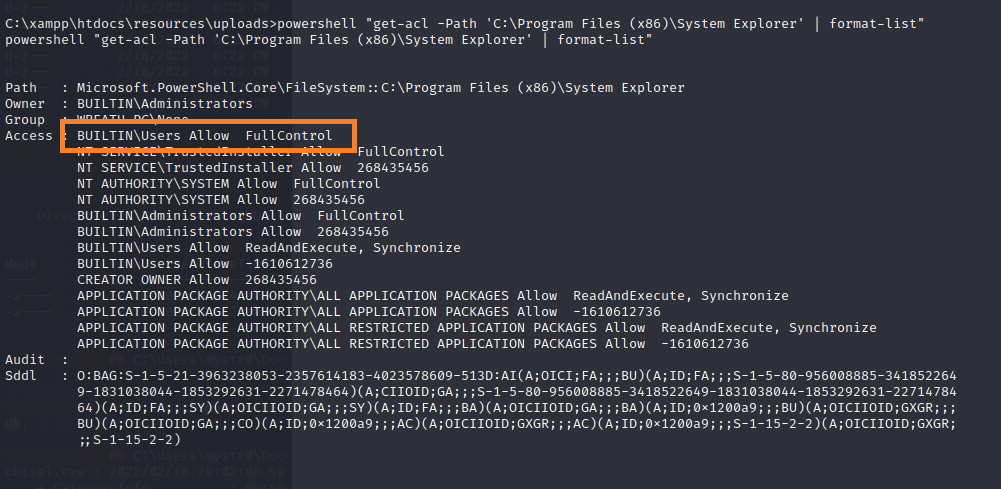 C:\xampp\htdocs\resources\uploads>powershell "get-acl -Path 'C:\Program Files (x86)\System Explorer' | format-list"
powershell "get-acl -Path 'C:\Program Files (x86)\System Explorer' | format-list"
Path : Microsoft.PowerShell.Core\FileSystem::C:\Program Files (x86)\System Explorer
Owner : BUILTIN\Administrators
Group : WREATH-PC\None
Access : BUILTIN\Users Allow FullControl
NT SERVICE\TrustedInstaller Allow FullControl
NT SERVICE\TrustedInstaller Allow 268435456
NT AUTHORITY\SYSTEM Allow FullControl
NT AUTHORITY\SYSTEM Allow 268435456
BUILTIN\Administrators Allow FullControl
BUILTIN\Administrators Allow 268435456
BUILTIN\Users Allow ReadAndExecute, Synchronize
BUILTIN\Users Allow -1610612736
CREATOR OWNER Allow 268435456
APPLICATION PACKAGE AUTHORITY\ALL APPLICATION PACKAGES Allow ReadAndExecute, Synchronize
APPLICATION PACKAGE AUTHORITY\ALL APPLICATION PACKAGES Allow -1610612736
APPLICATION PACKAGE AUTHORITY\ALL RESTRICTED APPLICATION PACKAGES Allow ReadAndExecute, Synchronize
APPLICATION PACKAGE AUTHORITY\ALL RESTRICTED APPLICATION PACKAGES Allow -1610612736
Audit :
Sddl : O:BAG:S-1-5-21-3963238053-2357614183-4023578609-513D:AI(A;OICI;FA;;;BU)(A;ID;FA;;;S-1-5-80-956008885-341852264
9-1831038044-1853292631-2271478464)(A;CIIOID;GA;;;S-1-5-80-956008885-3418522649-1831038044-1853292631-22714784
64)(A;ID;FA;;;SY)(A;OICIIOID;GA;;;SY)(A;ID;FA;;;BA)(A;OICIIOID;GA;;;BA)(A;ID;0×1200a9;;;BU)(A;OICIIOID;GXGR;;;
BU)(A;OICIIOID;GA;;;CO)(A;ID;0×1200a9;;;AC)(A;OICIIOID;GXGR;;;AC)(A;ID;0×1200a9;;;S-1-15-2-2)(A;OICIIOID;GXGR;
;;S-1-15-2-2)